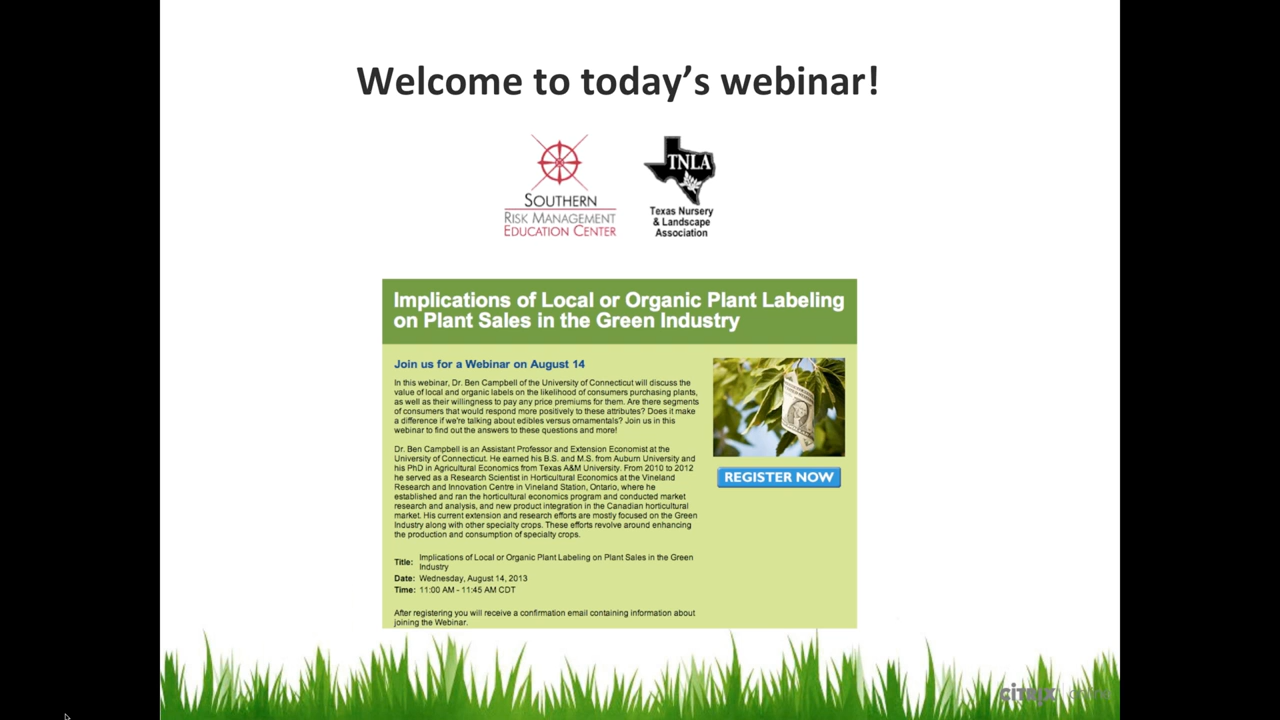 Welcome to today's webinar!
SOUTHERN
RISK MANAGEMENT
EDUCATION CENTER
TNLA
Texas Nursery
& Landscape
Association
Implications of Local or Organic Plant Labeling
on Plant Sales in the Green Industry
Join us for a Webinar on August 14
In this webinar, Dr. Ben Campbell of the University of Connecticut will discuss the
value of local and organic labels on the likelihood of consumers purchasing plants,
as well as their willingness to pay any price premiums for them. Are there segments
of consumers that would respond more positively to these attributes? Does it make
a difference if we're talking about edibles versus ornamentals? Join us in this
webinar to find out the answers to these questions and more!
Dr. Ben Campbell is an Assistant Professor and Extension Economist at the
University of Connecticut. He earned his B.S. and M.S. from Auburn University and
his PhD in Agricultural Economics from Texas A&M University. From 2010 to 2012
he served as a Research Scientist in Horticultural Economics at the Vineland
Research and Innovation Centre in Vineland Station, Ontario, where he
established and ran the horticultural economics program and conducted market
research and analysis, and new product integration in the Canadian horticultural
market. His current extension and research efforts are mostly focused on the Green
Industry along with other specialty crops. These efforts revolve around enhancing
the production and consumption of specialty crops.
REGISTER NOW
Title: Implications of Local or Organic Plant Labeling on Plant Sales in the Green
Industry
Date: Wednesday, August 14, 2013
Time: 11:00 AM - 11:45 AM CDT
After registering you will receive a confirmation email containing information about
joining the Webinar.
citrix online